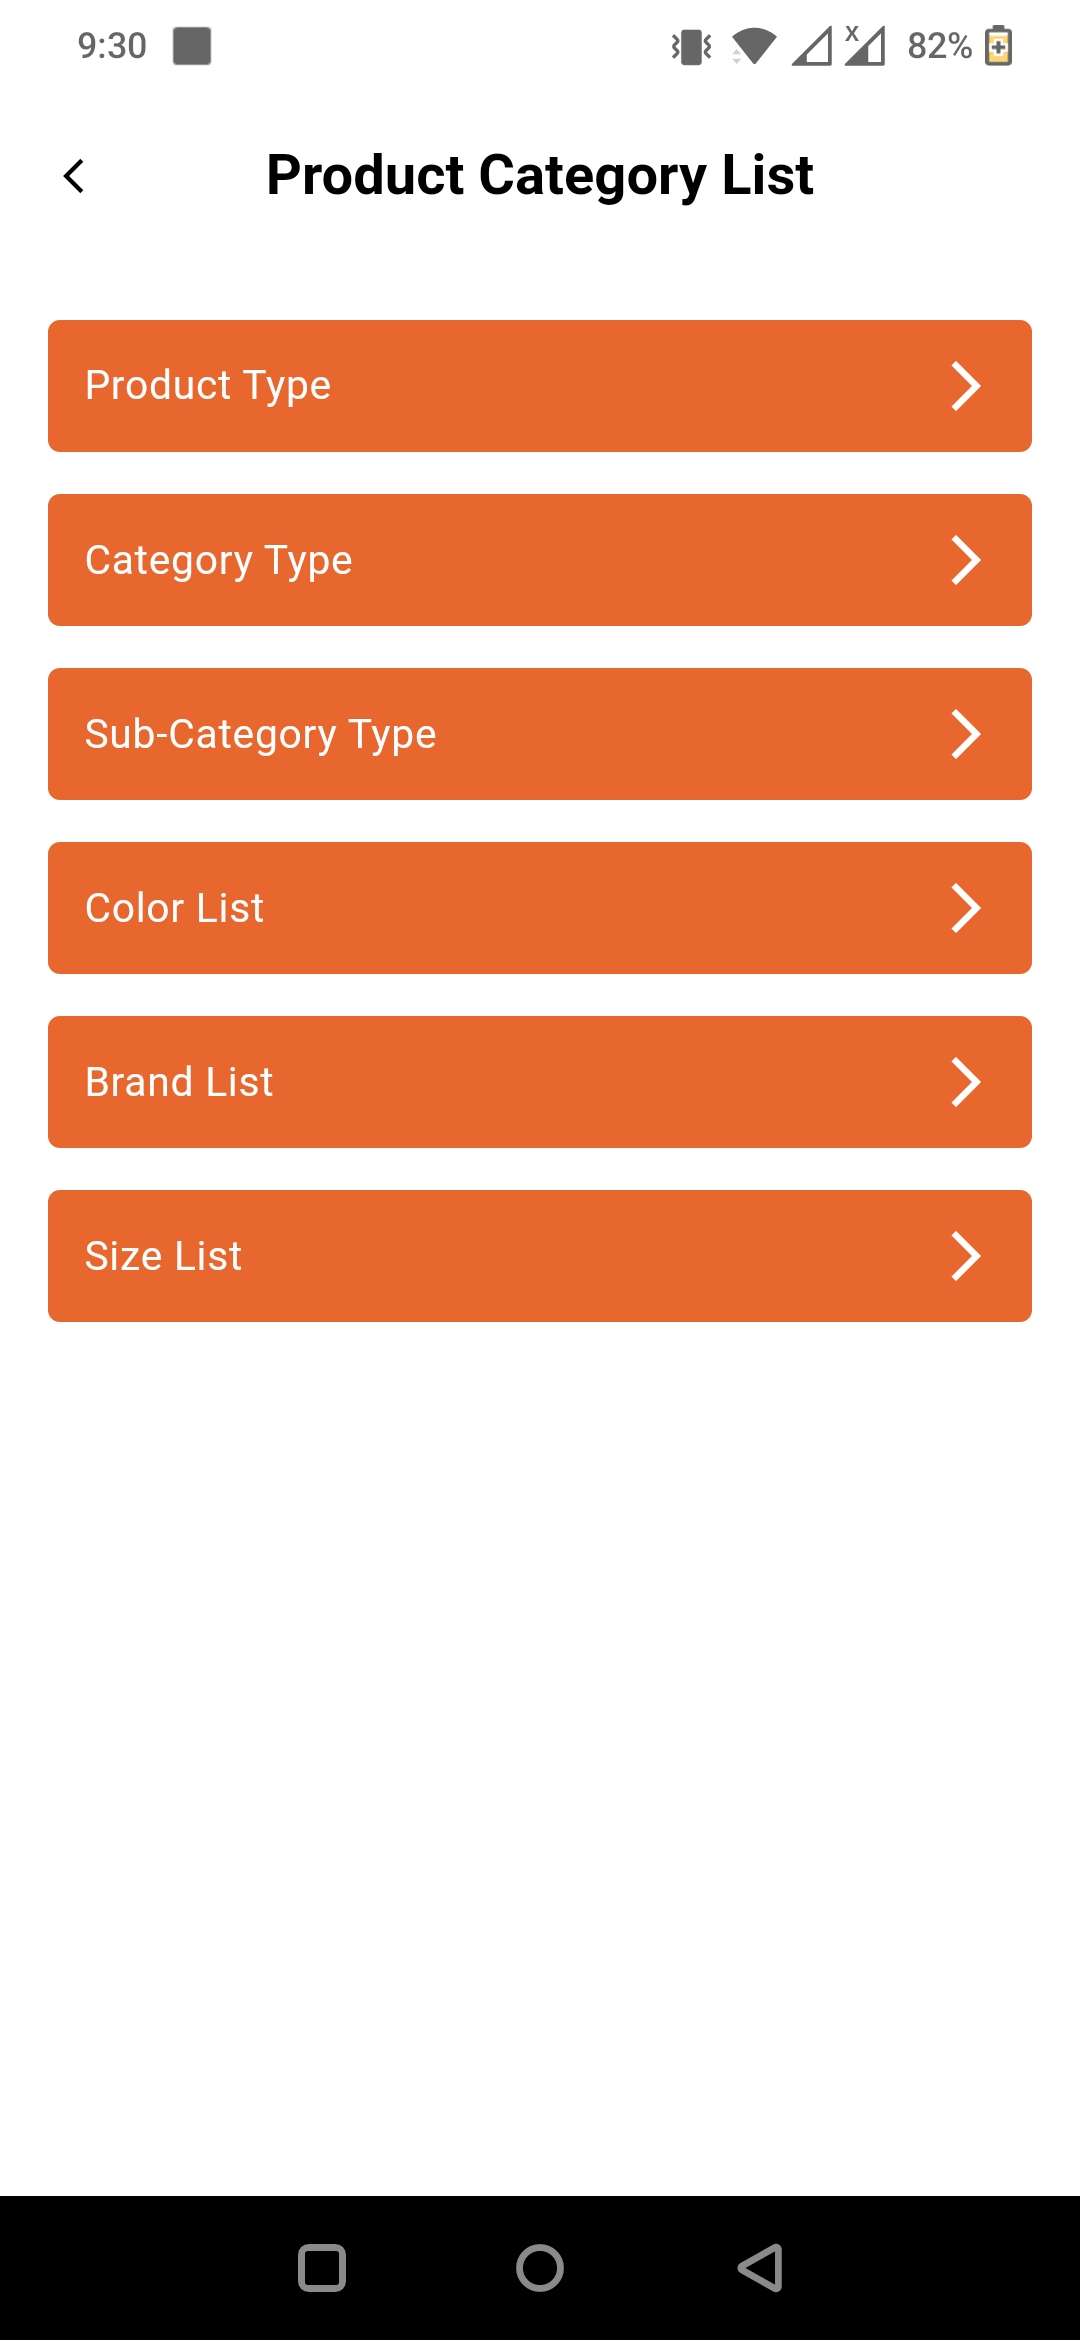 9:30 82%
Product Category List
Product Type
Category Type
Sub-Category Type
Color List
Brand List
Size List